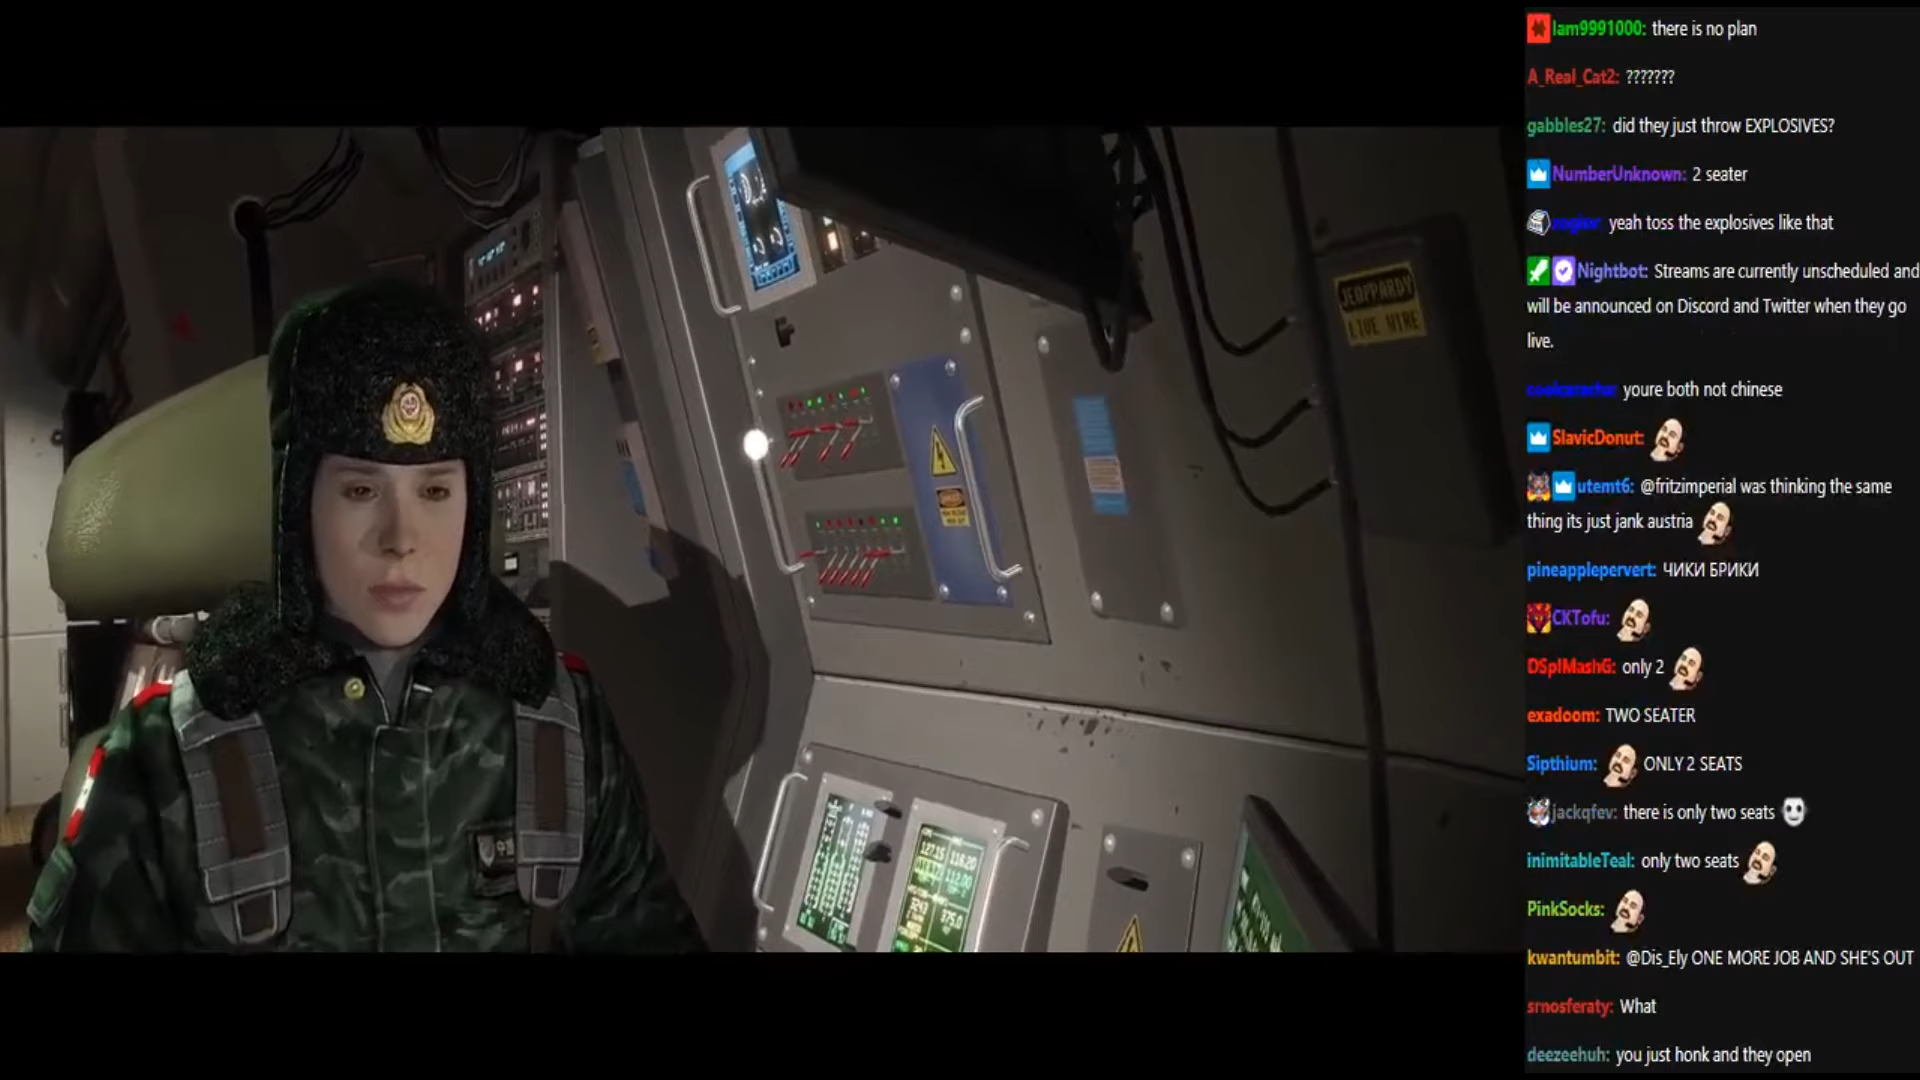 JEOPPARDY
LIVE WIRE
lam9991000: there is no plan
A_Real_Cat2: ???????
gabbles27: did they just throw EXPLOSIVES?
NumberUnknown: 2 seater
yeah toss the explosives like that
Nightbot: Streams are currently unscheduled and
will be announced on Discord and Twitter when they go
live.
youre both not chinese
SlavicDonut:
utemt6: @fritzimperial was thinking the same
thing its just jank austria
pineapplepervert: ЧИКИ БРИКИ
CKTofu:
DSplMashG: only 2
exadoom: TWO SEATER
Sipthium: ONLY 2 SEATS
jackqfev: there is only two seats
inimitableTeal: only two seats
PinkSocks:
kwantumbit: @Dis_Ely ONE MORE JOB AND SHE'S OUT
srnosferaty: What
deezeehuh: you just honk and they open